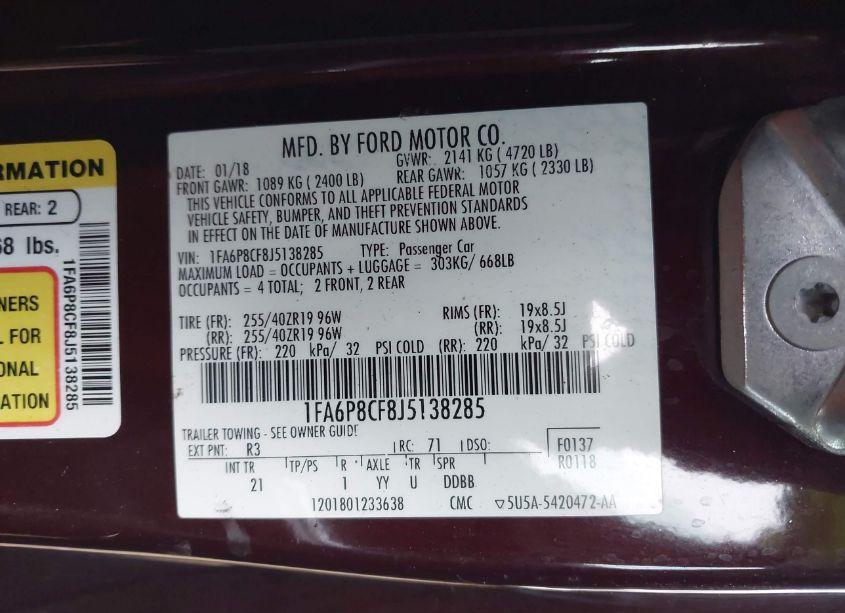 RMATION
REAR: 2
68 lbs.
NERS
L FOR
ONAL
ATION
1FA6P8CF8J5138285
MFD. BY FORD MOTOR CO.
DATE: 01/18 GVWR: 2141 KG ( 4720 LB)
FRONT GAWR: 1089 KG ( 2400 LB) REAR GAWR: 1057 KG ( 2330 LB)
THIS VEHICLE CONFORMS TO ALL APPLICABLE FEDERAL MOTOR
VEHICLE SAFETY, BUMPER, AND THEFT PREVENTION STANDARDS
IN EFFECT ON THE DATE OF MANUFACTURE SHOWN ABOVE.
VIN: 1FA6P8CF8J5138285 TYPE: Passenger Car
MAXIMUM LOAD = OCCUPANTS + LUGGAGE = 303KG/ 668LB
OCCUPANTS = 4 TOTAL; 2 FRONT, 2 REAR
TIRE (FR): 255/40ZR19 96W RIMS (FR): 19x8.5J
(RR): 255/40ZR19 96W (RR): 19x8.5J
PRESSURE (FR): 220 kPa/ 32 PSI COLD (RR): 220 kPa/ 32 PSI COLD
1FA6P8CF8J5138285
TRAILER TOWING - SEE OWNER GUIDE
EXT PNT: R3 RC: 71 DSO: F0137
R0118
INT TR TP/PS R AXLE TR SPR
21 1 YY U DDBB
1201801233638 CMC ▽5U5A-5420472-AA